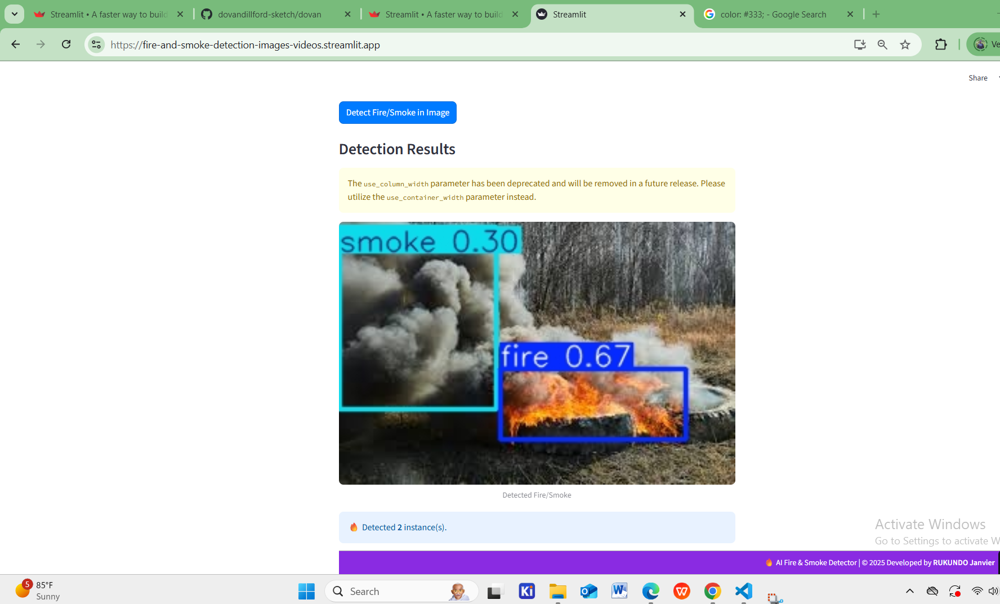 Streamlit • A faster way to build
dovandillford-sketch/dovan
Streamlit • A faster way to build
Streamlit
color: #333; - Google Search
https://fire-and-smoke-detection-images-videos.streamlit.app
Ve
Share
Detect Fire/Smoke in Image
Detection Results
The use_column_width parameter has been deprecated and will be removed in a future release. Please
utilize the use_container_width parameter instead.
smoke 0.30
fire 0.67
Detected Fire/Smoke
🔥 Detected 2 instance(s).
Activate Windows
Go to Settings to activate W
🔥 AI Fire & Smoke Detector | © 2025 Developed by RUKUNDO Janvier
5
85°F
Sunny
Search
Ki